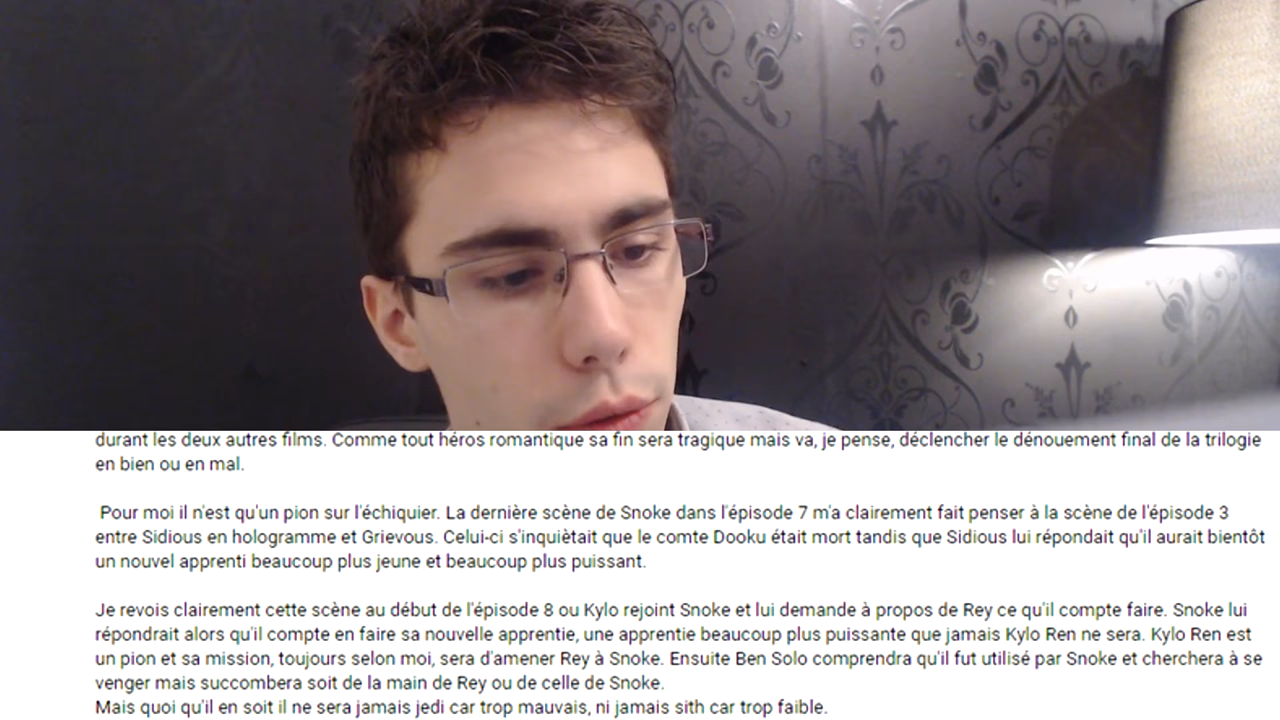 durant les deux autres films. Comme tout héros romantique sa fin sera tragique mais va, je pense, déclencher le dénouement final de la trilogie
en bien ou en mal.
Pour moi il n'est qu'un pion sur l'échiquier. La dernière scène de Snoke dans l'épisode 7 m'a clairement fait penser à la scène de l'épisode 3
entre Sidious en hologramme et Grievous. Celui-ci s'inquiètait que le comte Dooku était mort tandis que Sidious lui répondait qu'il aurait bientôt
un nouvel apprenti beaucoup plus jeune et beaucoup plus puissant.
Je revois clairement cette scène au début de l'épisode 8 ou Kylo rejoint Snoke et lui demande à propos de Rey ce qu'il compte faire. Snoke lui
répondrait alors qu'il compte en faire sa nouvelle apprentie, une apprentie beaucoup plus puissante que jamais Kylo Ren ne sera. Kylo Ren est
un pion et sa mission, toujours selon moi, sera d'amener Rey à Snoke. Ensuite Ben Solo comprendra qu'il fut utilisé par Snoke et cherchera à se
venger mais succombera soit de la main de Rey ou de celle de Snoke.
Mais quoi qu'il en soit il ne sera jamais jedi car trop mauvais, ni jamais sith car trop faible.